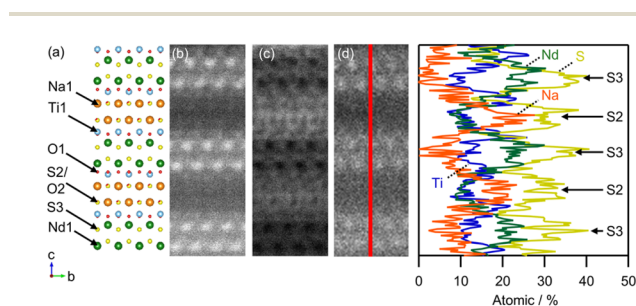 (a)
(b)
(c)
(d)
Na1
Ti1
O1
S2/
O2
S3
Nd1
c
b
Nd
S
Na
Ti
S3
S2
S3
S2
S3
0 10 20 30 40 50
Atomic / %